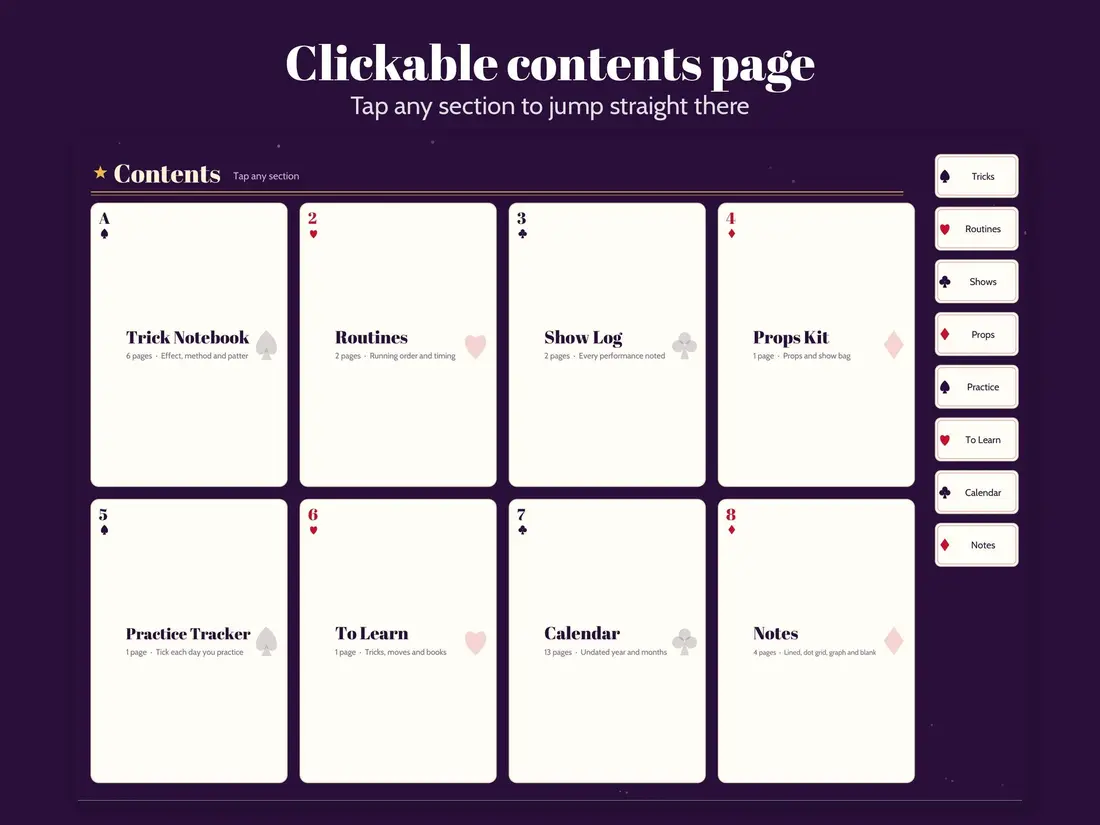 Clickable contents page
Tap any section to jump straight there
Contents Tap any section
A
Trick Notebook
6 pages · Effect, method and patter
2
Routines
2 pages · Running order and timing
3
Show Log
2 pages · Every performance noted
4
Props Kit
1 page · Props and show bag
5
Practice Tracker
1 page · Tick each day you practice
6
To Learn
1 page · Tricks, moves and books
7
Calendar
13 pages · Undated year and months
8
Notes
4 pages · Lined, dot grid, graph and blank
Tricks
Routines
Shows
Props
Practice
To Learn
Calendar
Notes